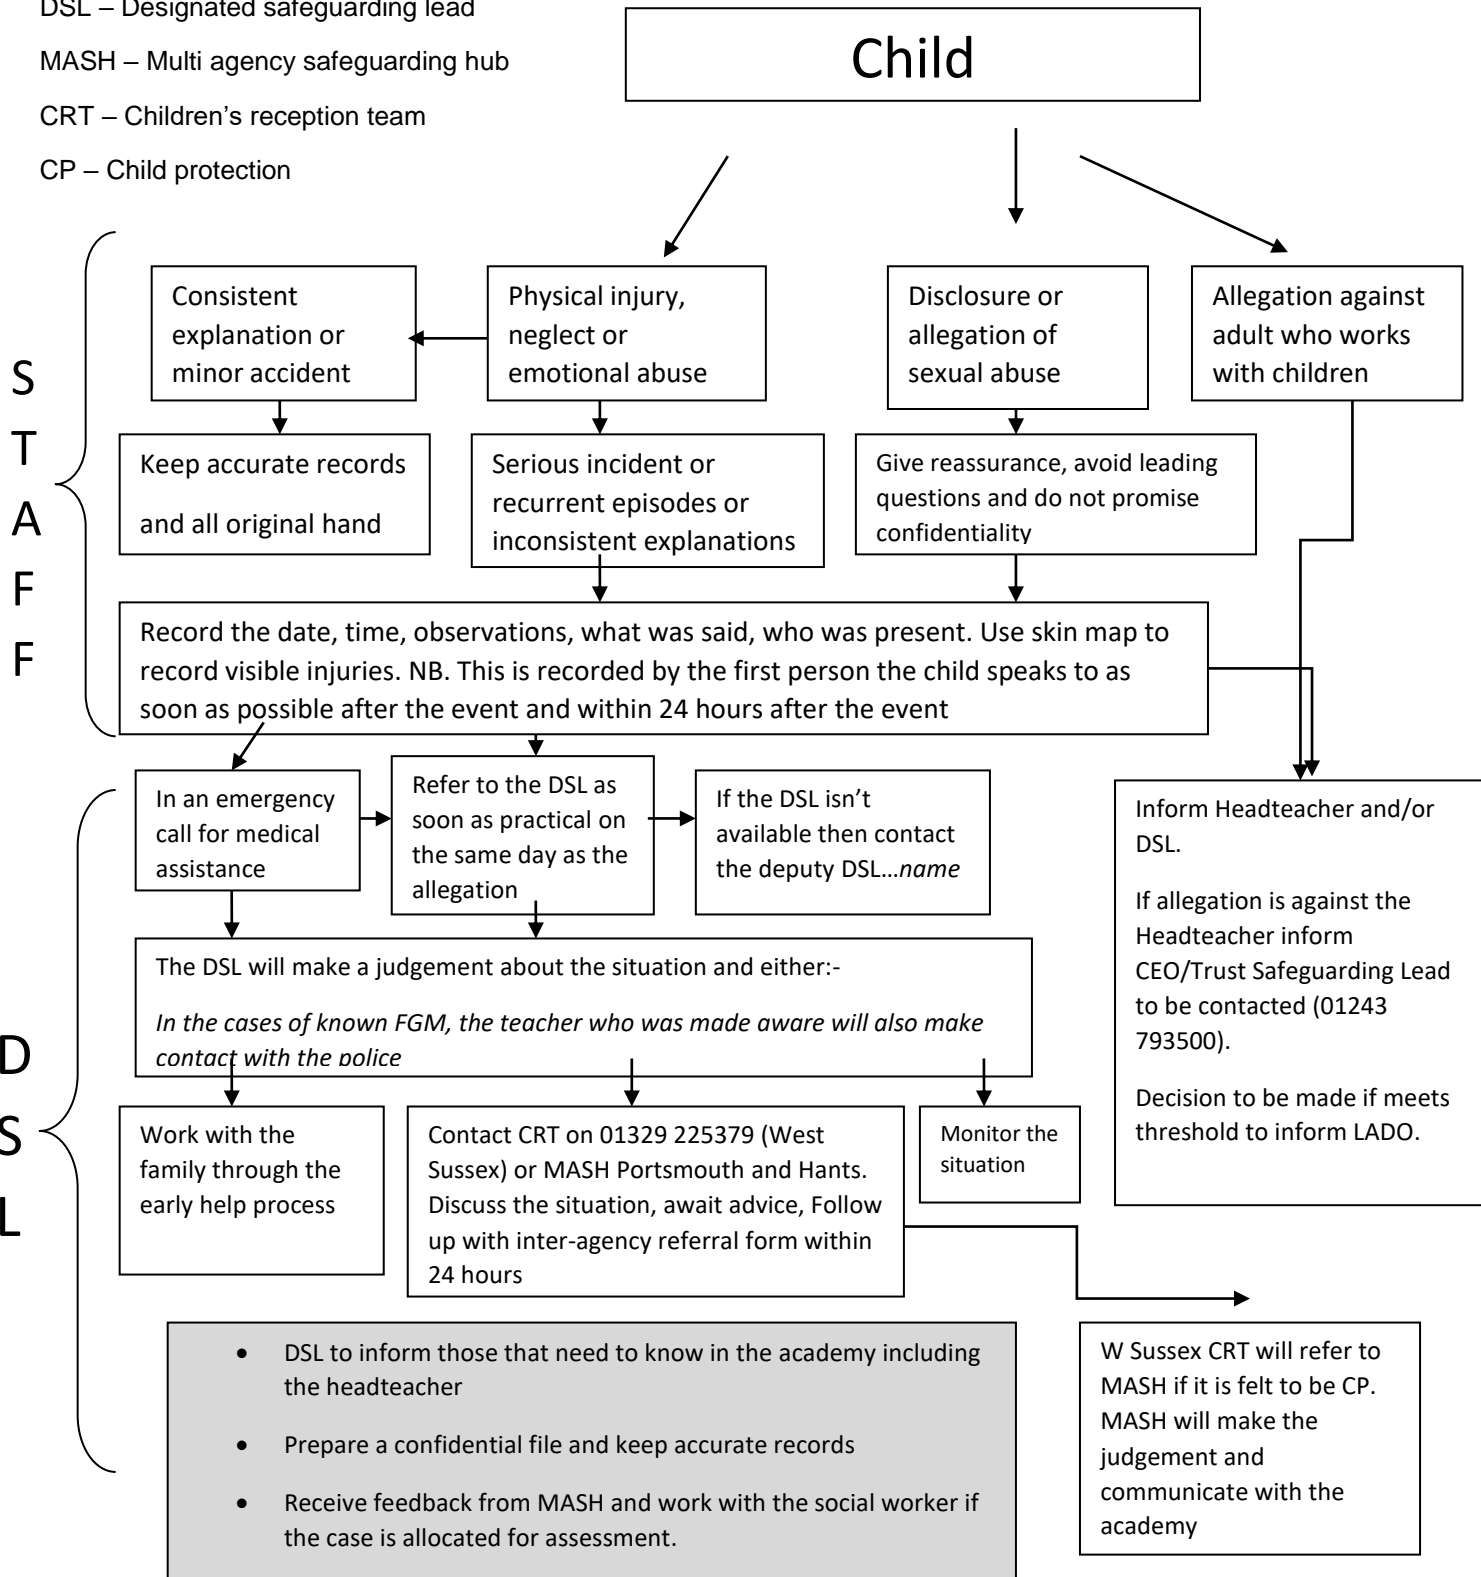 DSL – Designated safeguarding lead
MASH – Multi agency safeguarding hub
CRT – Children's reception team
CP – Child protection
Child
S
T
A
F
F
Consistent
explanation or
minor accident
Physical injury,
neglect or
emotional abuse
Disclosure or
allegation of
sexual abuse
Allegation against
adult who works
with children
Keep accurate records
and all original hand
Serious incident or
recurrent episodes or
inconsistent explanations
Give reassurance, avoid leading
questions and do not promise
confidentiality
Record the date, time, observations, what was said, who was present. Use skin map to
record visible injuries. NB. This is recorded by the first person the child speaks to as
soon as possible after the event and within 24 hours after the event
D
S
L
In an emergency
call for medical
assistance
Refer to the DSL as
soon as practical on
the same day as the
allegation
If the DSL isn't
available then contact
the deputy DSL…name
Inform Headteacher and/or
DSL.
If allegation is against the
Headteacher inform
CEO/Trust Safeguarding Lead
to be contacted (01243
793500).
Decision to be made if meets
threshold to inform LADO.
The DSL will make a judgement about the situation and either:-
In the cases of known FGM, the teacher who was made aware will also make
contact with the police
Work with the
family through the
early help process
Contact CRT on 01329 225379 (West
Sussex) or MASH Portsmouth and Hants.
Discuss the situation, await advice, Follow
up with inter-agency referral form within
24 hours
Monitor the
situation
• DSL to inform those that need to know in the academy including
the headteacher
• Prepare a confidential file and keep accurate records
• Receive feedback from MASH and work with the social worker if
the case is allocated for assessment.
W Sussex CRT will refer to
MASH if it is felt to be CP.
MASH will make the
judgement and
communicate with the
academy